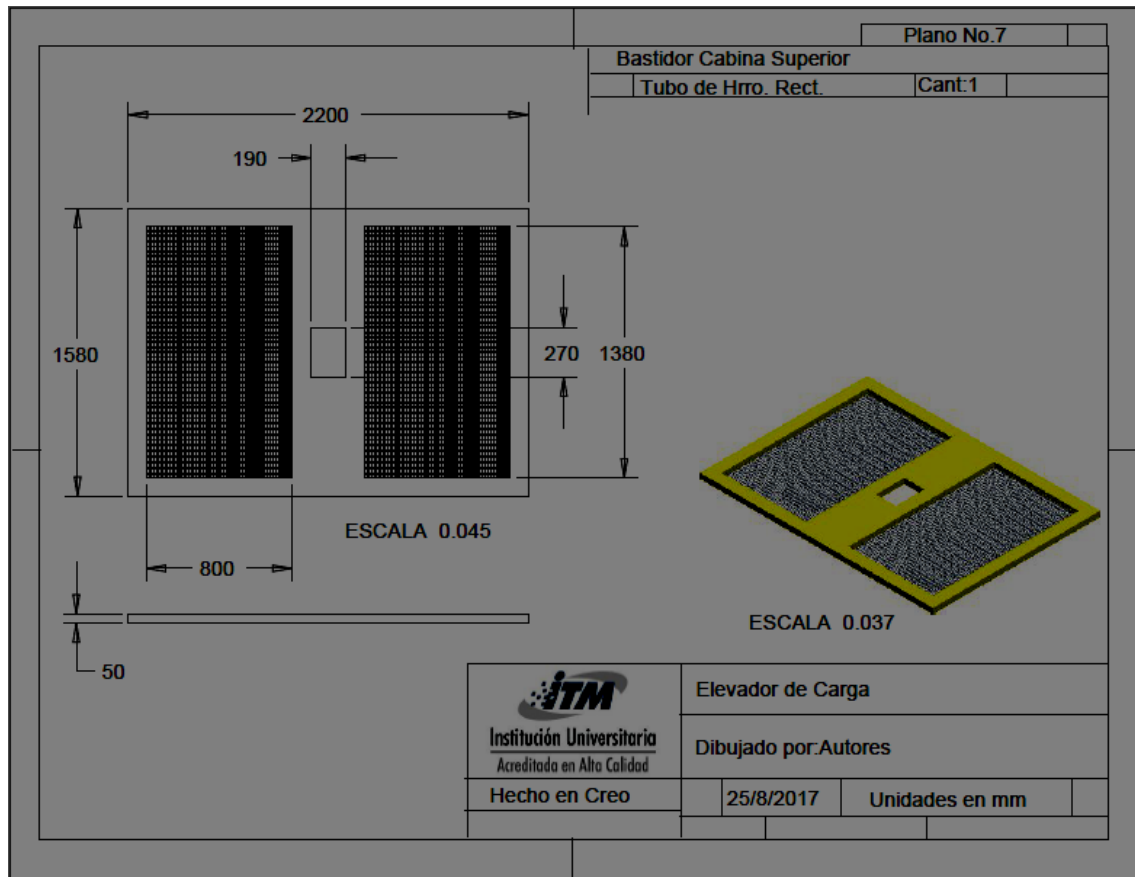 Plano No.7
Bastidor Cabina Superior
Tubo de Hrro. Rect. Cant:1
2200
190
1580
270 1380
ESCALA 0.045
800
50
ESCALA 0.037
iTM
Institución Universitaria
Acreditada en Alta Calidad
Elevador de Carga
Dibujado por:Autores
Hecho en Creo 25/8/2017 Unidades en mm